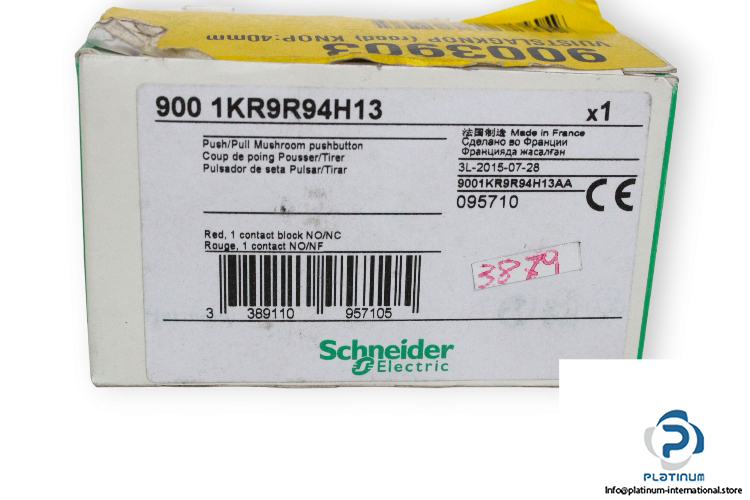 9003903
VUISTSLAGKNOP (rood) KNOP:40mm
900 1KR9R94H13
x1
Push/Pull Mushroom pushbutton
Coup de poing Pousser/Tirer
Pulsador de seta Pulsar/Tirar
法国制造 Made in France
Сделано во Франции
Францияда жасалған
3L-2015-07-28
9001KR9R94H13AA
095710
CE
Red, 1 contact block NO/NC
Rouge, 1 contact NO/NF
3879
3 389110 957105
Schneider
Electric
PLATINUM
Info@platinum-international.store